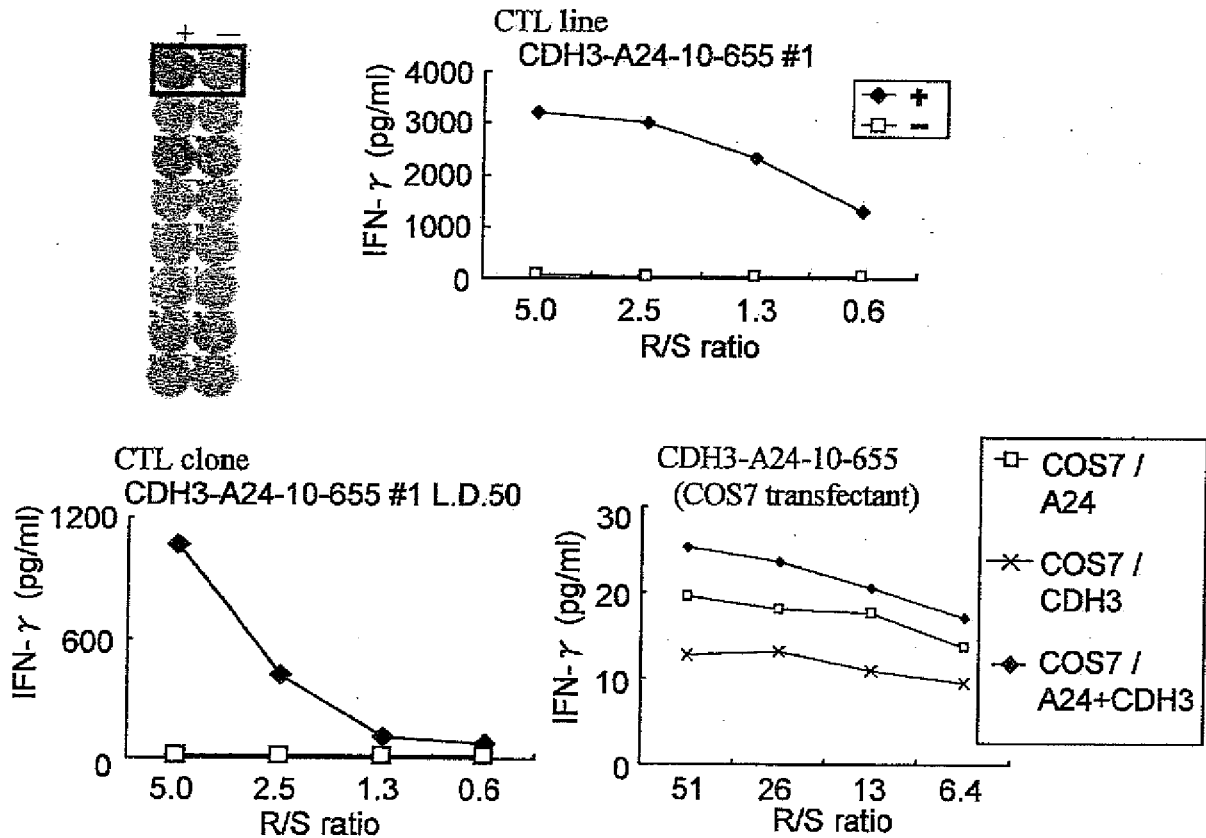 + −
CTL line
CDH3-A24-10-655 #1
4000
3000
2000
1000
0
IFN-γ (pg/ml)
+
−
5.0 2.5 1.3 0.6
R/S ratio
CTL clone
CDH3-A24-10-655 #1 L.D.50
1200
600
0
IFN-γ (pg/ml)
5.0 2.5 1.3 0.6
R/S ratio
CDH3-A24-10-655
(COS7 transfectant)
30
20
10
0
IFN-γ (pg/ml)
51 26 13 6.4
R/S ratio
COS7 /
A24
COS7 /
CDH3
COS7 /
A24+CDH3